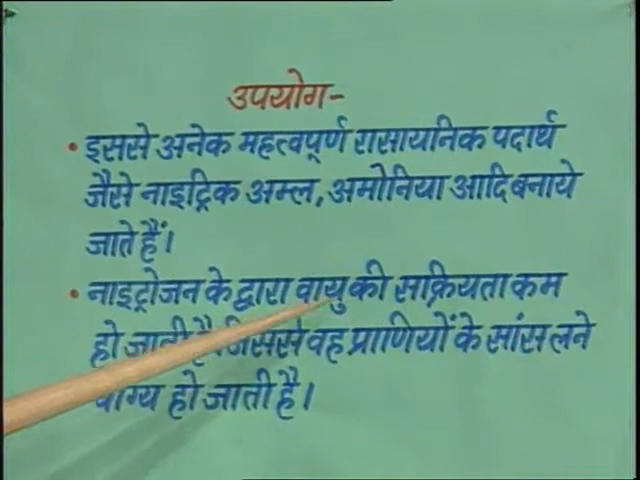 उपयोग-
• इससे अनेक महत्वपूर्ण रासायनिक पदार्थ
जैसे नाइट्रिक अम्ल, अमोनिया आदि बनाये
जाते हैं।
• नाइट्रोजन के द्वारा वायु की सक्रियता कम
हो जाती है जिससे वह प्राणियों के सांस लने
योग्य हो जाती है।